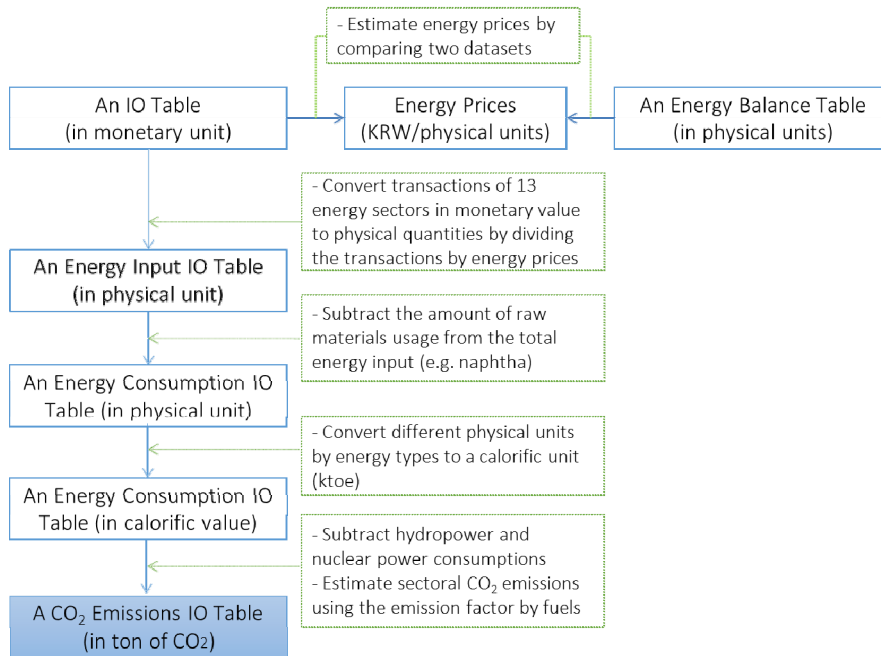 - Estimate energy prices by
comparing two datasets
An IO Table
(in monetary unit)
Energy Prices
(KRW/physical units)
An Energy Balance Table
(in physical units)
- Convert transactions of 13
energy sectors in monetary value
to physical quantities by dividing
the transactions by energy prices
An Energy Input IO Table
(in physical unit)
- Subtract the amount of raw
materials usage from the total
energy input (e.g. naphtha)
An Energy Consumption IO
Table (in physical unit)
- Convert different physical units
by energy types to a calorific unit
(ktoe)
An Energy Consumption IO
Table (in calorific value)
- Subtract hydropower and
nuclear power consumptions
- Estimate sectoral CO₂ emissions
using the emission factor by fuels
A CO₂ Emissions IO Table
(in ton of CO₂)